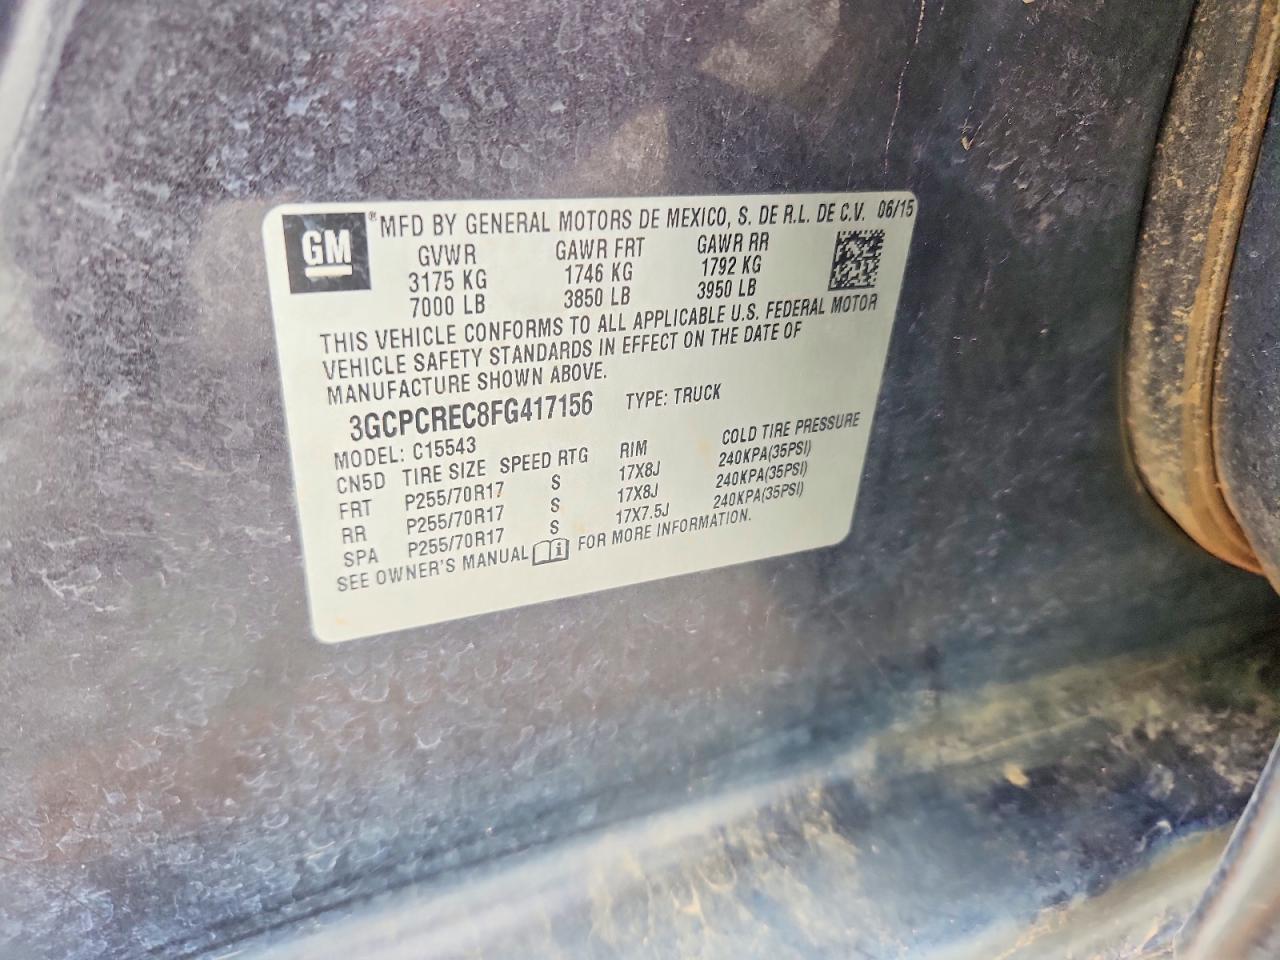 GM ® MFD BY GENERAL MOTORS DE MEXICO, S. DE R.L. DE C.V. 06/15
GVWR GAWR FRT GAWR RR
3175 KG 1746 KG 1792 KG
7000 LB 3850 LB 3950 LB
THIS VEHICLE CONFORMS TO ALL APPLICABLE U.S. FEDERAL MOTOR
VEHICLE SAFETY STANDARDS IN EFFECT ON THE DATE OF
MANUFACTURE SHOWN ABOVE.
3GCPCREC8FG417156 TYPE: TRUCK
MODEL: C15543
CN5D TIRE SIZE SPEED RTG RIM COLD TIRE PRESSURE
FRT P255/70R17 S 17X8J 240KPA(35PSI)
RR P255/70R17 S 17X8J 240KPA(35PSI)
SPA P255/70R17 S 17X7.5J 240KPA(35PSI)
SEE OWNER'S MANUAL i FOR MORE INFORMATION.